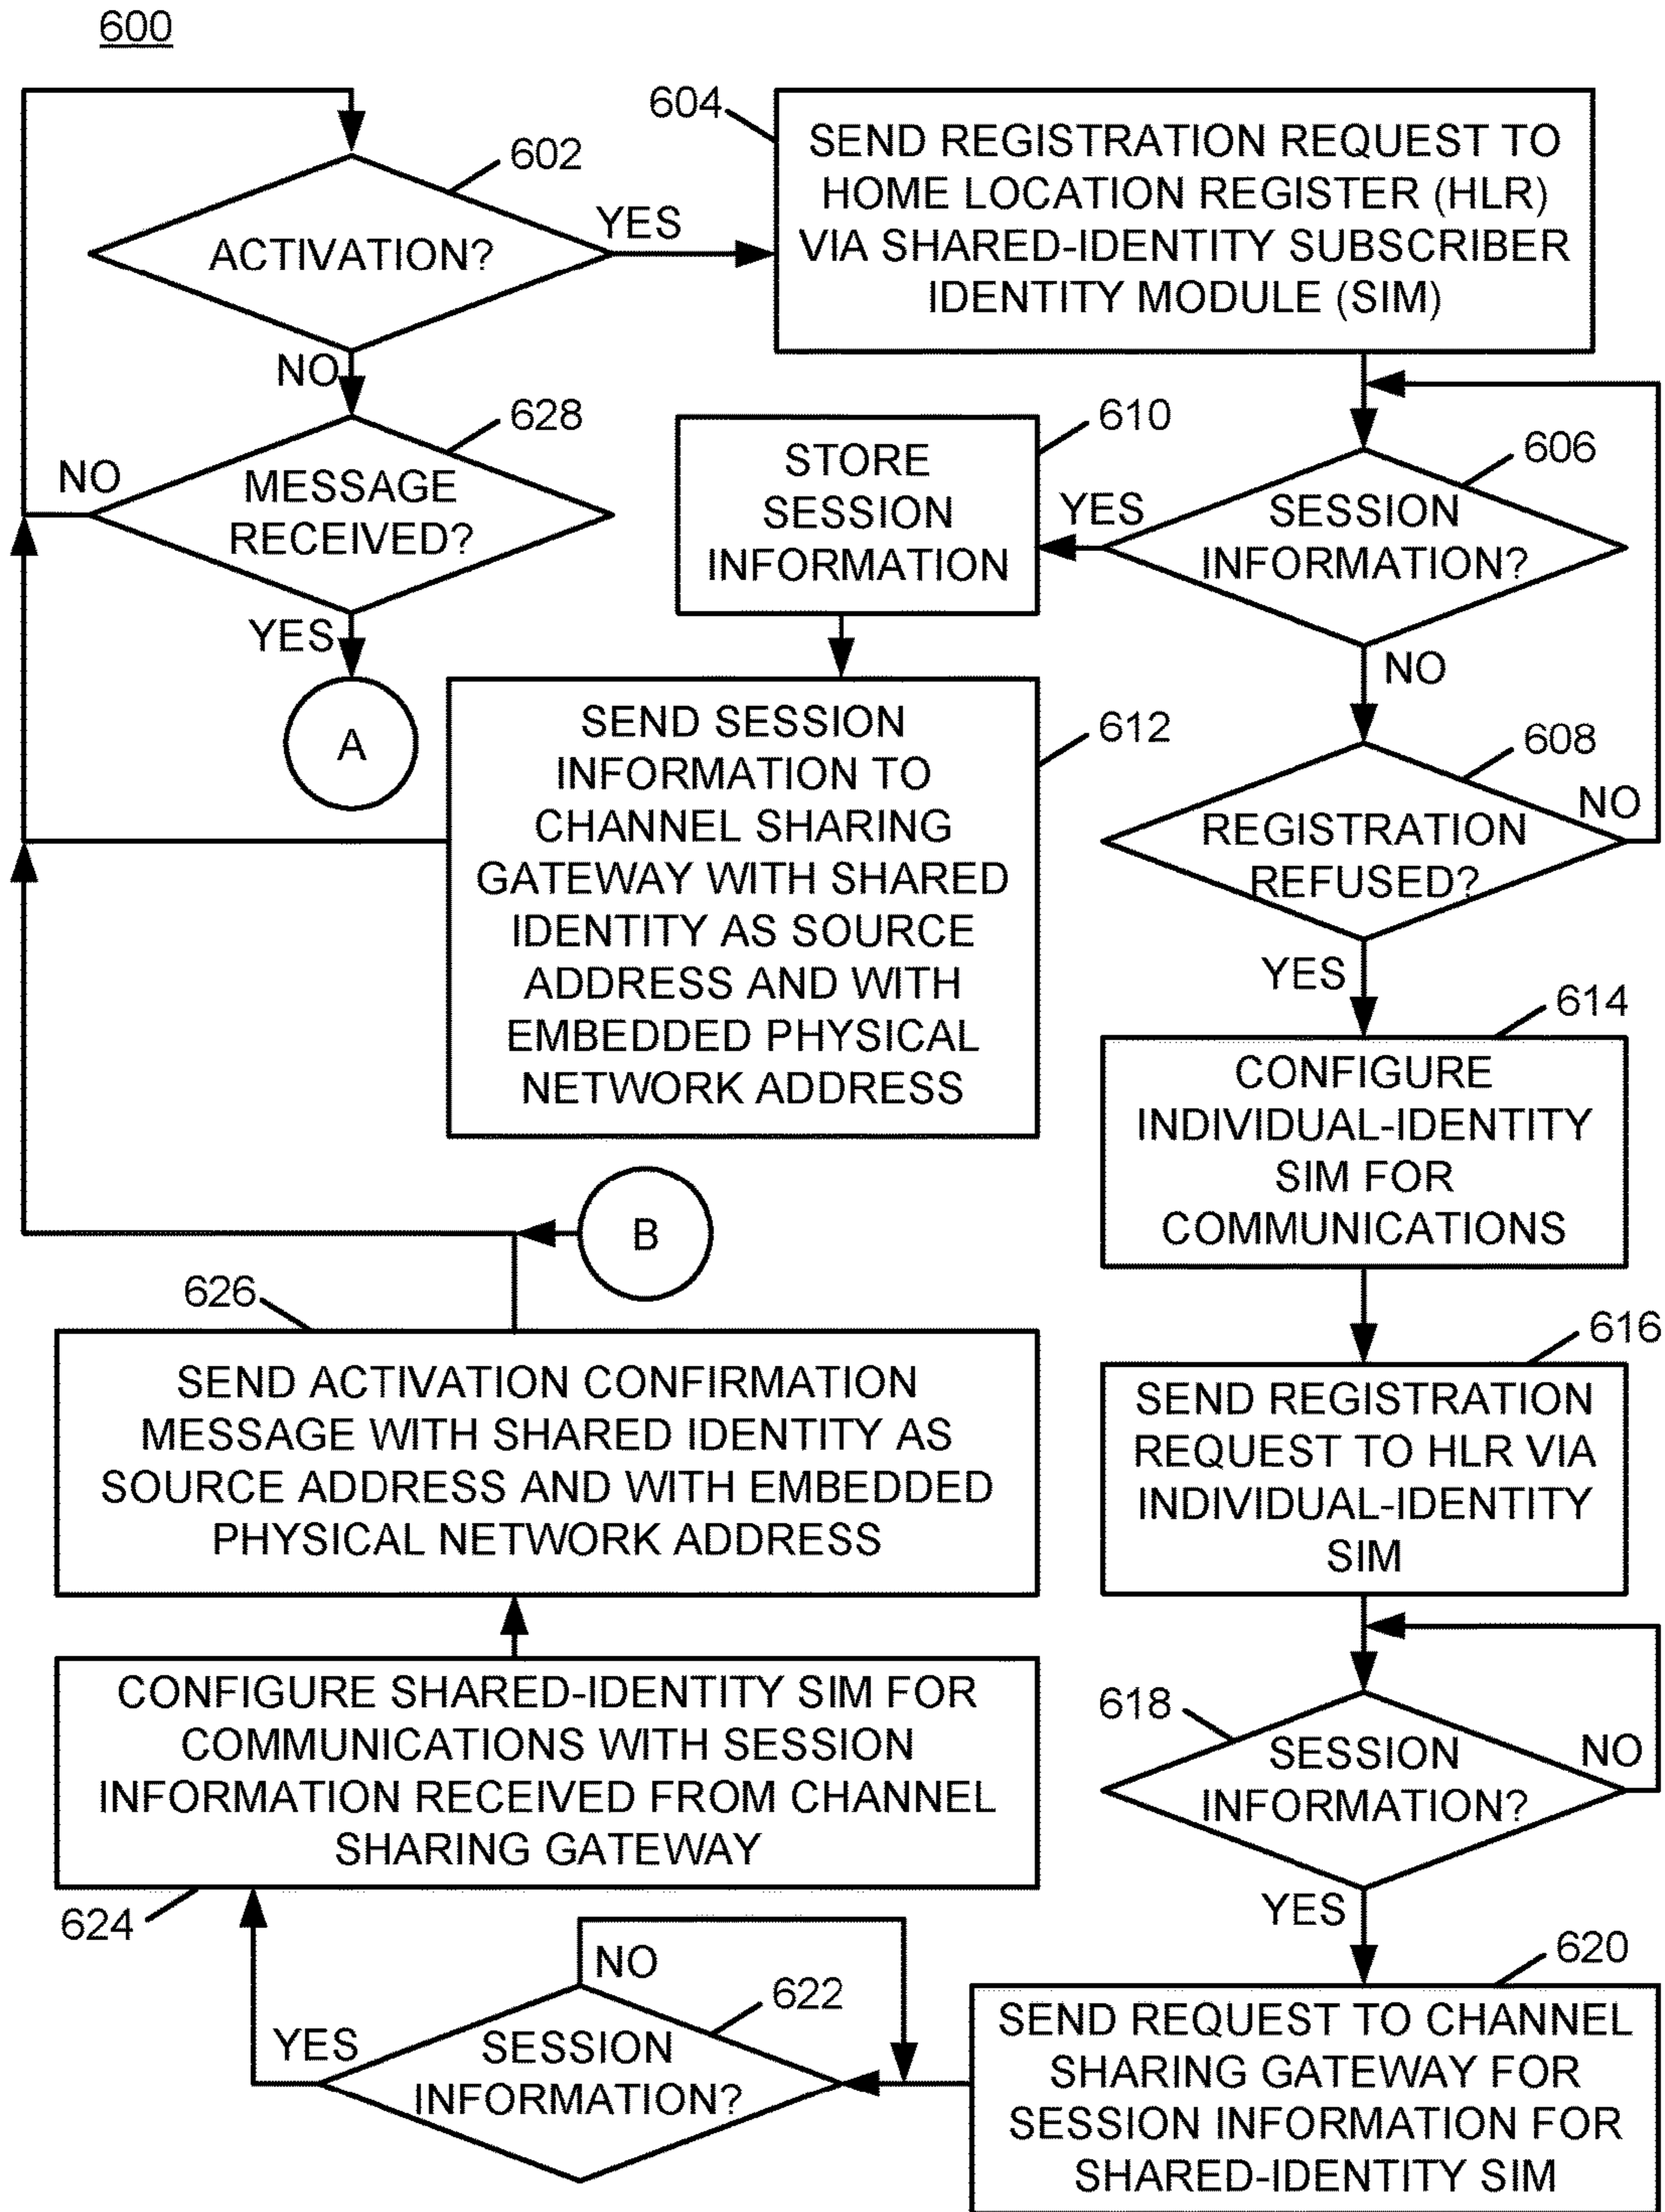 600
602
ACTIVATION?
YES
NO
604
SEND REGISTRATION REQUEST TO
HOME LOCATION REGISTER (HLR)
VIA SHARED-IDENTITY SUBSCRIBER
IDENTITY MODULE (SIM)
628
MESSAGE
RECEIVED?
NO
YES
A
606
SESSION
INFORMATION?
YES
NO
610
STORE
SESSION
INFORMATION
612
SEND SESSION
INFORMATION TO
CHANNEL SHARING
GATEWAY WITH SHARED
IDENTITY AS SOURCE
ADDRESS AND WITH
EMBEDDED PHYSICAL
NETWORK ADDRESS
608
REGISTRATION
REFUSED?
NO
YES
614
CONFIGURE
INDIVIDUAL-IDENTITY
SIM FOR
COMMUNICATIONS
616
SEND REGISTRATION
REQUEST TO HLR VIA
INDIVIDUAL-IDENTITY
SIM
618
SESSION
INFORMATION?
NO
YES
620
SEND REQUEST TO CHANNEL
SHARING GATEWAY FOR
SESSION INFORMATION FOR
SHARED-IDENTITY SIM
622
SESSION
INFORMATION?
NO
YES
624
CONFIGURE SHARED-IDENTITY SIM FOR
COMMUNICATIONS WITH SESSION
INFORMATION RECEIVED FROM CHANNEL
SHARING GATEWAY
626
SEND ACTIVATION CONFIRMATION
MESSAGE WITH SHARED IDENTITY AS
SOURCE ADDRESS AND WITH EMBEDDED
PHYSICAL NETWORK ADDRESS
B